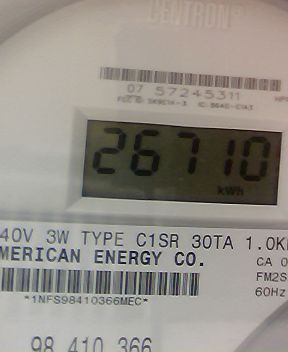 CENTRON®
07 57245311
26710
kWh
40V 3W TYPE C1SR 30TA 1.0K
MERICAN ENERGY CO.
CA 0
FM2S
60Hz
*1NFS98410366MEC*
98 410 366